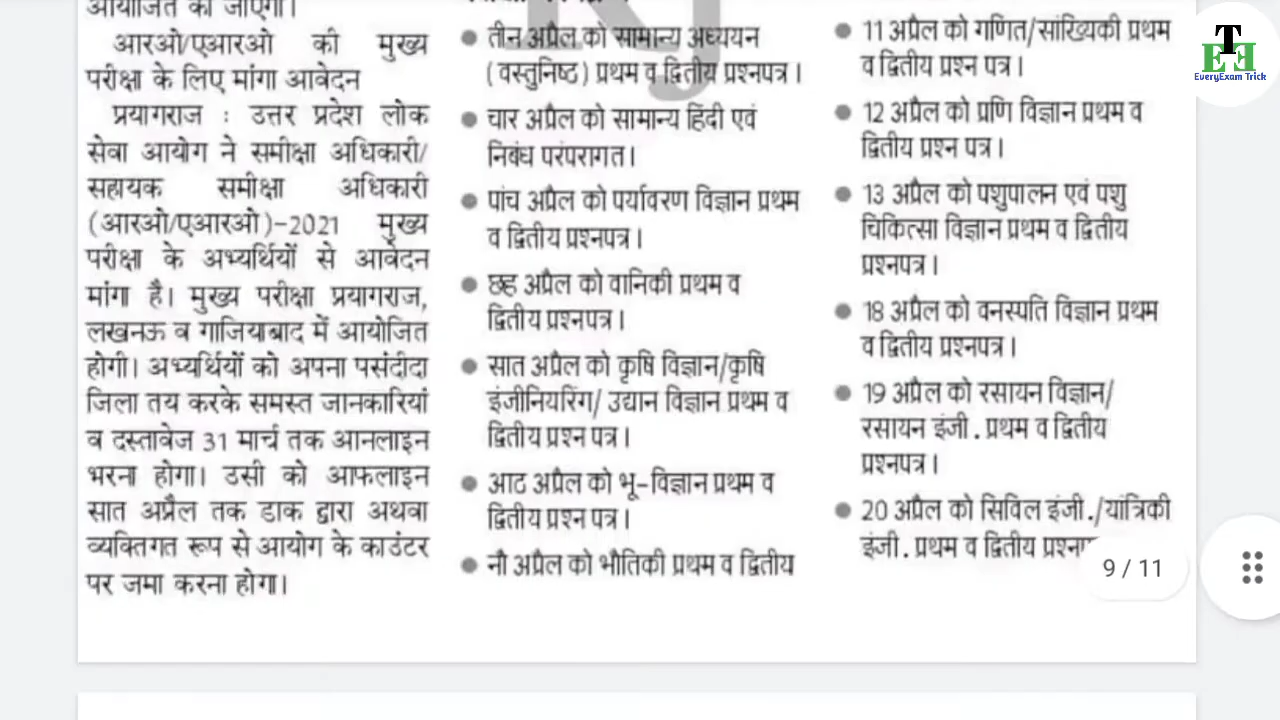 आयोजित की जाएगी।
आरओ/एआरओ की मुख्य
परीक्षा के लिए मांगा आवेदन
प्रयागराज : उत्तर प्रदेश लोक
सेवा आयोग ने समीक्षा अधिकारी/
सहायक समीक्षा अधिकारी
(आरओ/एआरओ)-2021 मुख्य
परीक्षा के अभ्यर्थियों से आवेदन
मांगा है। मुख्य परीक्षा प्रयागराज,
लखनऊ व गाजियाबाद में आयोजित
होगी। अभ्यर्थियों को अपना पसंदीदा
जिला तय करके समस्त जानकारियां
व दस्तावेज 31 मार्च तक आनलाइन
भरना होगा। उसी को आफलाइन
सात अप्रैल तक डाक द्वारा अथवा
व्यक्तिगत रूप से आयोग के काउंटर
पर जमा करना होगा।
● तीन अप्रैल को सामान्य अध्ययन
(वस्तुनिष्ट) प्रथम व द्वितीय प्रश्नपत्र।
● चार अप्रैल को सामान्य हिंदी एवं
निबंध परंपरागत।
● पांच अप्रैल को पर्यावरण विज्ञान प्रथम
व द्वितीय प्रश्नपत्र।
● छह अप्रैल को वानिकी प्रथम व
द्वितीय प्रश्नपत्र।
● सात अप्रैल को कृषि विज्ञान/कृषि
इंजीनियरिंग/ उद्यान विज्ञान प्रथम व
द्वितीय प्रश्न पत्र।
● आट अप्रैल को भू-विज्ञान प्रथम व
द्वितीय प्रश्न पत्र।
● नौ अप्रैल को भौतिकी प्रथम व द्वितीय
● 11 अप्रैल को गणित/सांख्यिकी प्रथम
व द्वितीय प्रश्न पत्र।
● 12 अप्रैल को प्रणि विज्ञान प्रथम व
द्वितीय प्रश्न पत्र।
● 13 अप्रैल को पशुपालन एवं पशु
चिकित्सा विज्ञान प्रथम व द्वितीय
प्रश्नपत्र।
● 18 अप्रैल को वनस्पति विज्ञान प्रथम
व द्वितीय प्रश्नपत्र।
● 19 अप्रैल को रसायन विज्ञान/
रसायन इंजी. प्रथम व द्वितीय
प्रश्नपत्र।
● 20 अप्रैल को सिविल इंजी./यांत्रिकी
इंजी. प्रथम व द्वितीय
9 / 11
TEE
EveryExam Trick